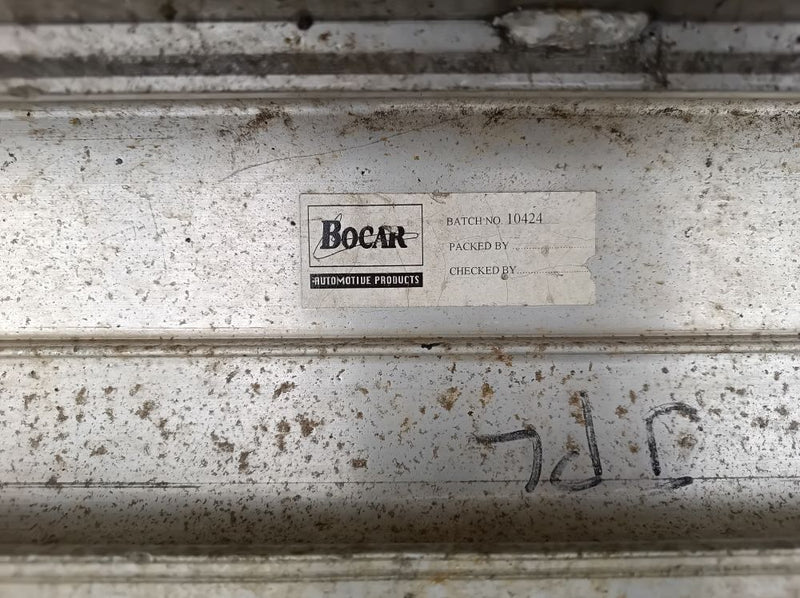 BOCAR
AUTOMOTIVE PRODUCTS
BATCH NO. 10424
PACKED BY ....................
CHECKED BY ....................